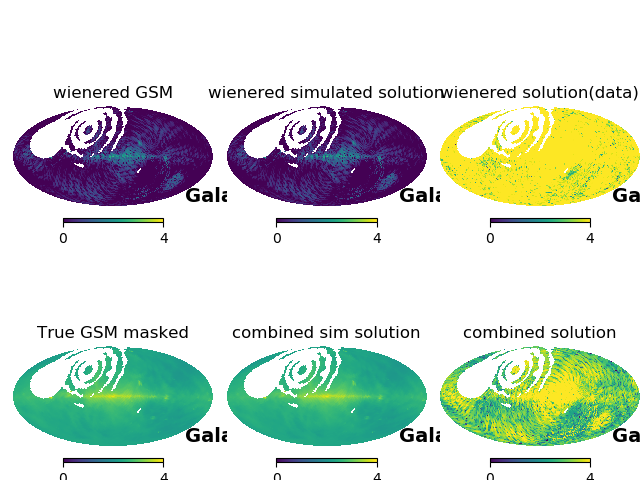 wienered GSM
wienered simulated solution
wienered solution(data)
Gala
Gala
Ga
0 4
0 4
0 4
True GSM masked
combined sim solution
combined solution
Gala
Gala
Ga
0 4
0 4
0 4